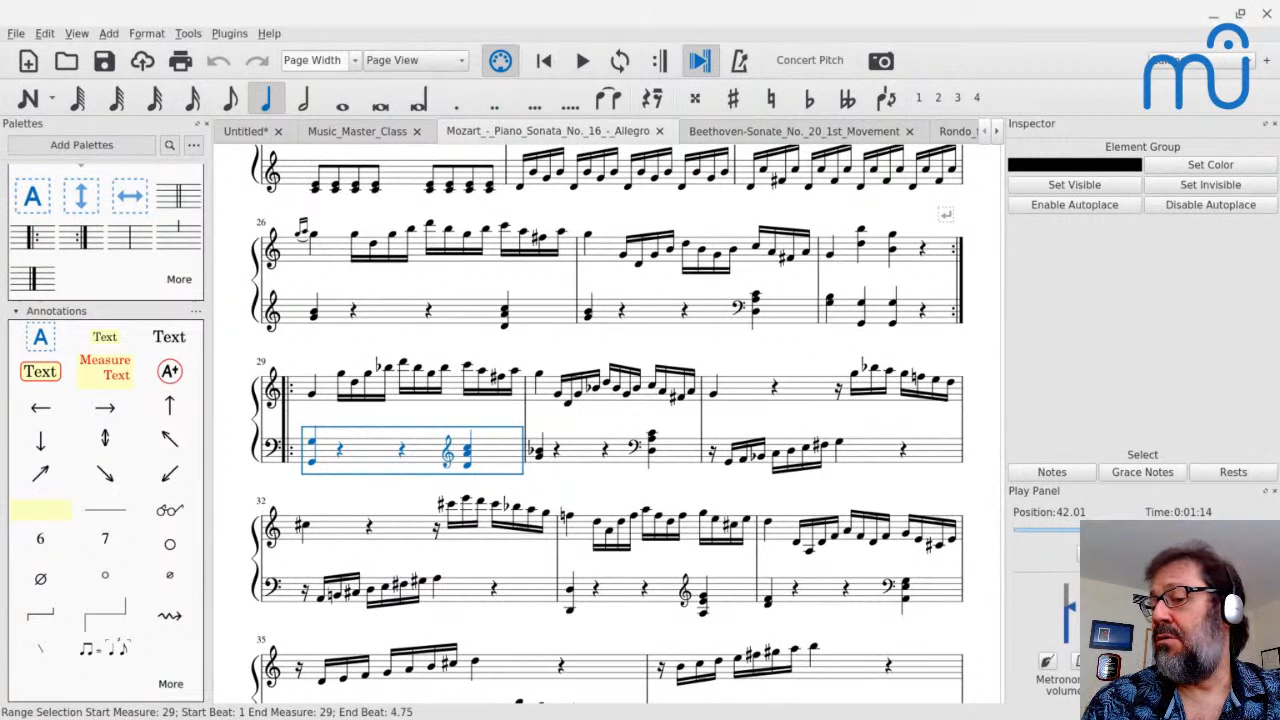 File Edit View Add Format Tools Plugins Help
Page Width Page View Concert Pitch
1 2 3 4
Palettes
Untitled* Music_Master_Class Mozart_-_Piano_Sonata_No._16_-_Allegro Beethoven-Sonate_No._20_1st_Movement Rondo_f
Inspector
Add Palettes
Element Group
Set Color
Set Visible Set Invisible
Enable Autoplace Disable Autoplace
A
26
More
Annotations
A Text Text
Text Measure Text A+
29
Select
Notes Grace Notes Rests
Play Panel
Position:42.01 Time:0:01:14
32
6 7
35
More
Metronome
volume
Range Selection Start Measure: 29; Start Beat: 1 End Measure: 29; End Beat: 4.75